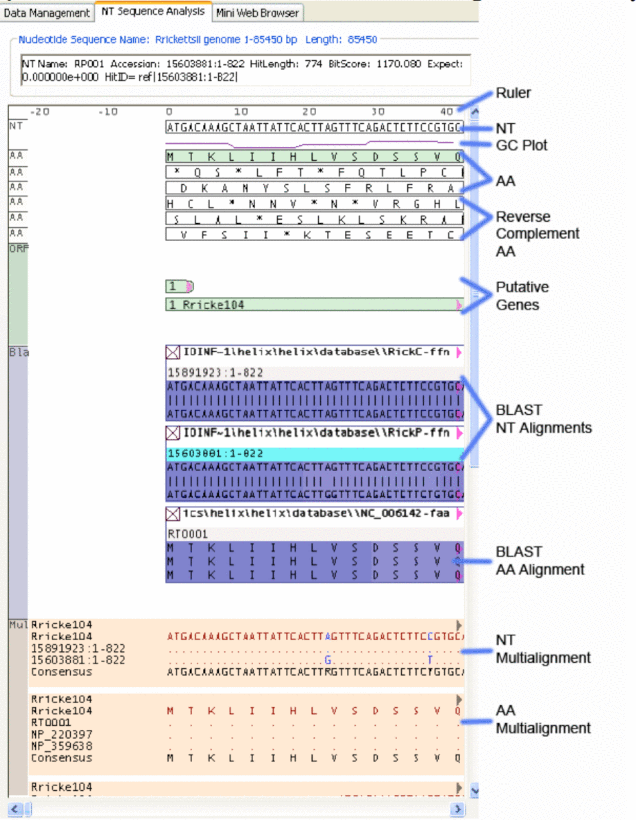 Data Management NT Sequence Analysis Mini Web Browser
Nucleotide Sequence Name: Rrickettsii genome 1-85450 bp Length: 85450
NT Name: RP001 Accession: 15603881:1-822 HitLength: 774 BitScore: 1170.080 Expect:
0.000000e+000 HitID= ref|15603881:1-822|
-20 -10 0 10 20 30 40
Ruler
NT ATGACAAAGCTAATTATTCACTTAGTTTCAGACTCTTCCGTGC
NT
GC Plot
AA M T K L I I H L V S D S S V Q
AA * Q S * L F T * F Q T L P C
AA D K A N Y S L S F R L F R A
AA
AA H C L * N N V * N * V R G H L
AA S L A L * E S L K L S K R A
AA V F S I I * K T E S E E T C
Reverse
Complement
AA
ORF
1
1 Rricke104
Putative
Genes
Bla
IOINF~1\helix\helix\database\\RickC-ffn
15891923:1-822
ATGACAAAGCTAATTATTCACTTAGTTTCAGACTCTTCCGTGC
ATGACAAAGCTAATTATTCACTTAGTTTCAGACTCTTCCGTGC
IOINF~1\helix\helix\database\\RickP-ffn
15603881:1-822
ATGACAAAGCTAATTATTCACTTAGTTTCAGACTCTTCCGTGC
ATGACAAAGCTAATTATTCACTTGGTTTCAGACTCTTCTGTGC
BLAST
NT Alignments
ics\helix\helix\database\\NC_006142-faa
RT0001
M T K L I I H L V S D S S V Q
M T K L I I H L V S D S S V Q
M T K L I I H L V S D S S V Q
BLAST
AA Alignment
Mul Rricke104
Rricke104 ATGACAAAGCTAATTATTCACTTAGTTTCAGACTCTTCCGTGC
15891923:1-822
15603881:1-822 G T
Consensus ATGACAAAGCTAATTATTCACTTRGTTTCAGACTCTTCYGTGC
NT
Multialignment
Rricke104
Rricke104 M T K L I I H L V S D S S V Q
RT0001
NP_220397
NP_359638
Consensus M T K L I I H L V S D S S V Q
AA
Multialignment
Rricke104